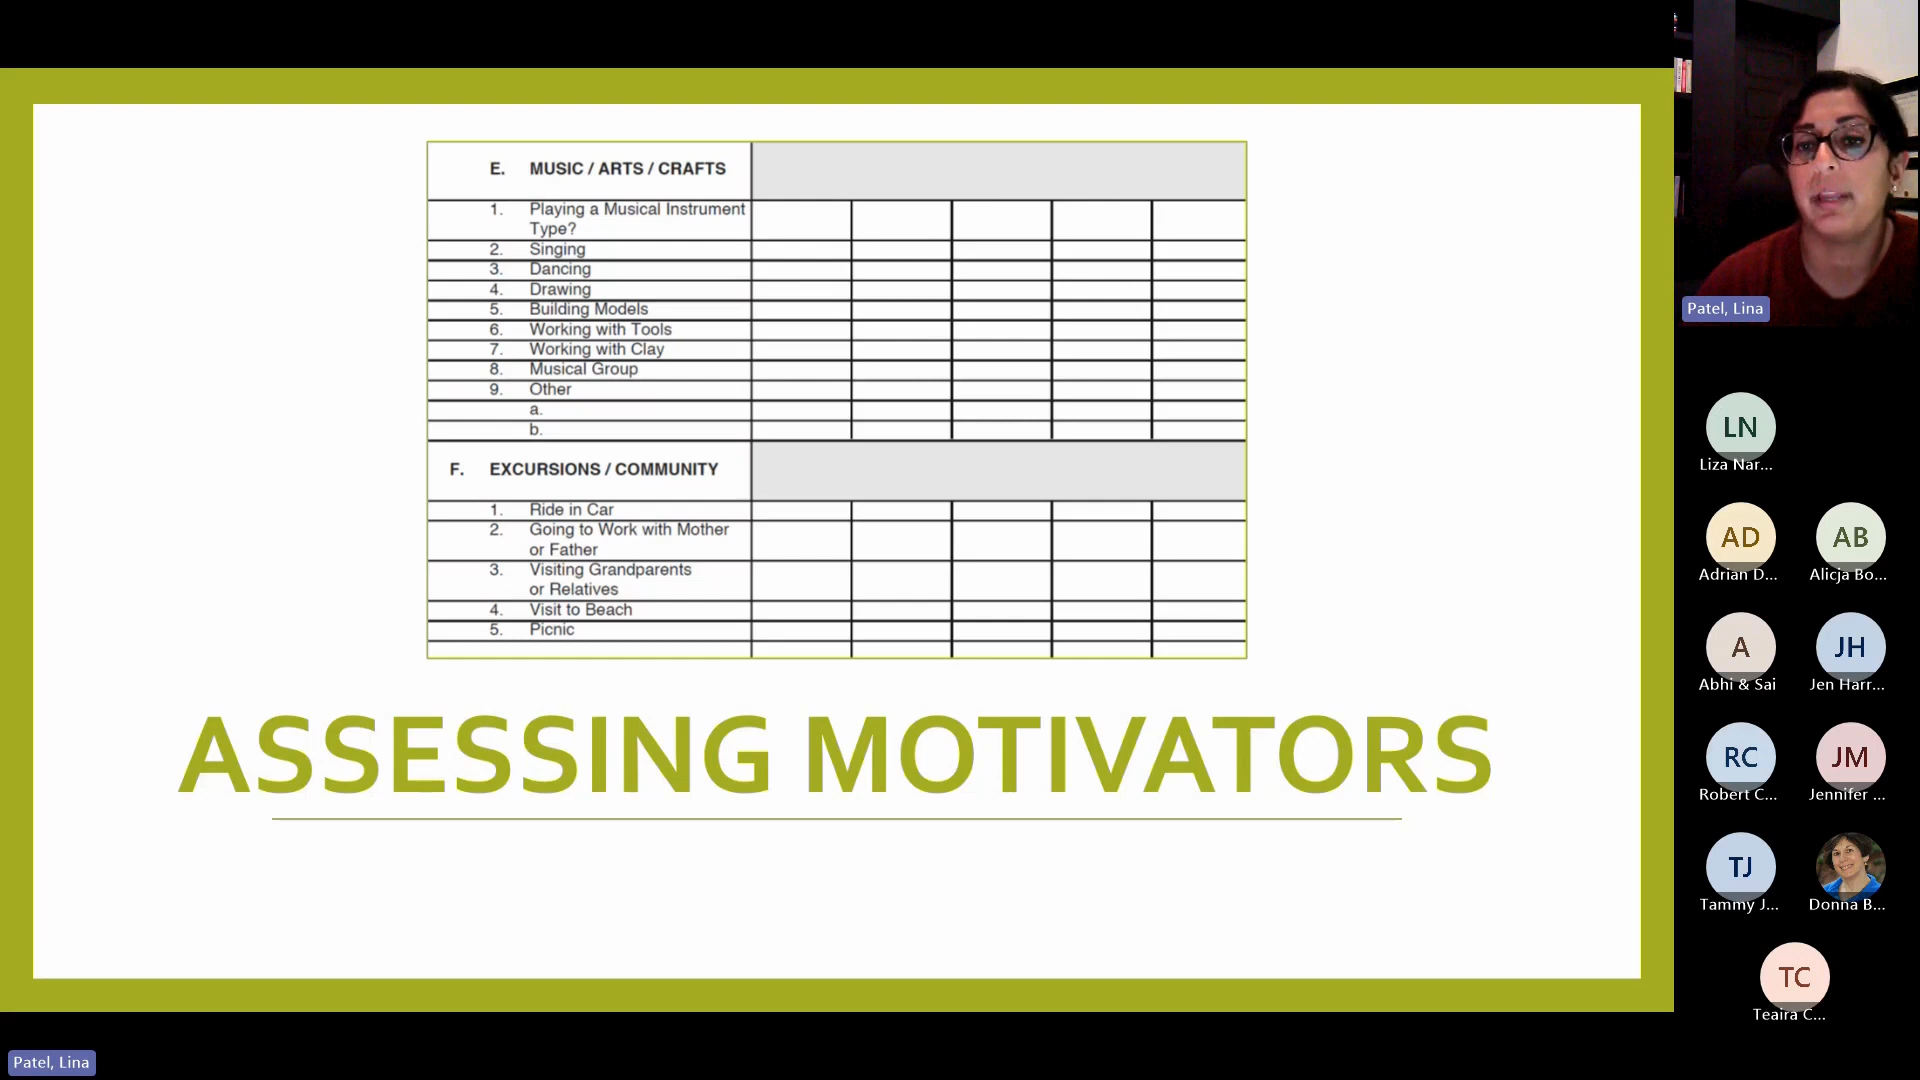 E. MUSIC / ARTS / CRAFTS
1. Playing a Musical Instrument
Type?
2. Singing
3. Dancing
4. Drawing
5. Building Models
6. Working with Tools
7. Working with Clay
8. Musical Group
9. Other
a.
b.
F. EXCURSIONS / COMMUNITY
1. Ride in Car
2. Going to Work with Mother
or Father
3. Visiting Grandparents
or Relatives
4. Visit to Beach
5. Picnic
ASSESSING MOTIVATORS
Patel, Lina
LN
Liza Nar...
AD
Adrian D...
AB
Alicja Bo...
A
Abhi & Sai
JH
Jen Harr...
RC
Robert C...
JM
Jennifer ...
TJ
Tammy J...
Donna B...
TC
Teaira C...
Patel, Lina